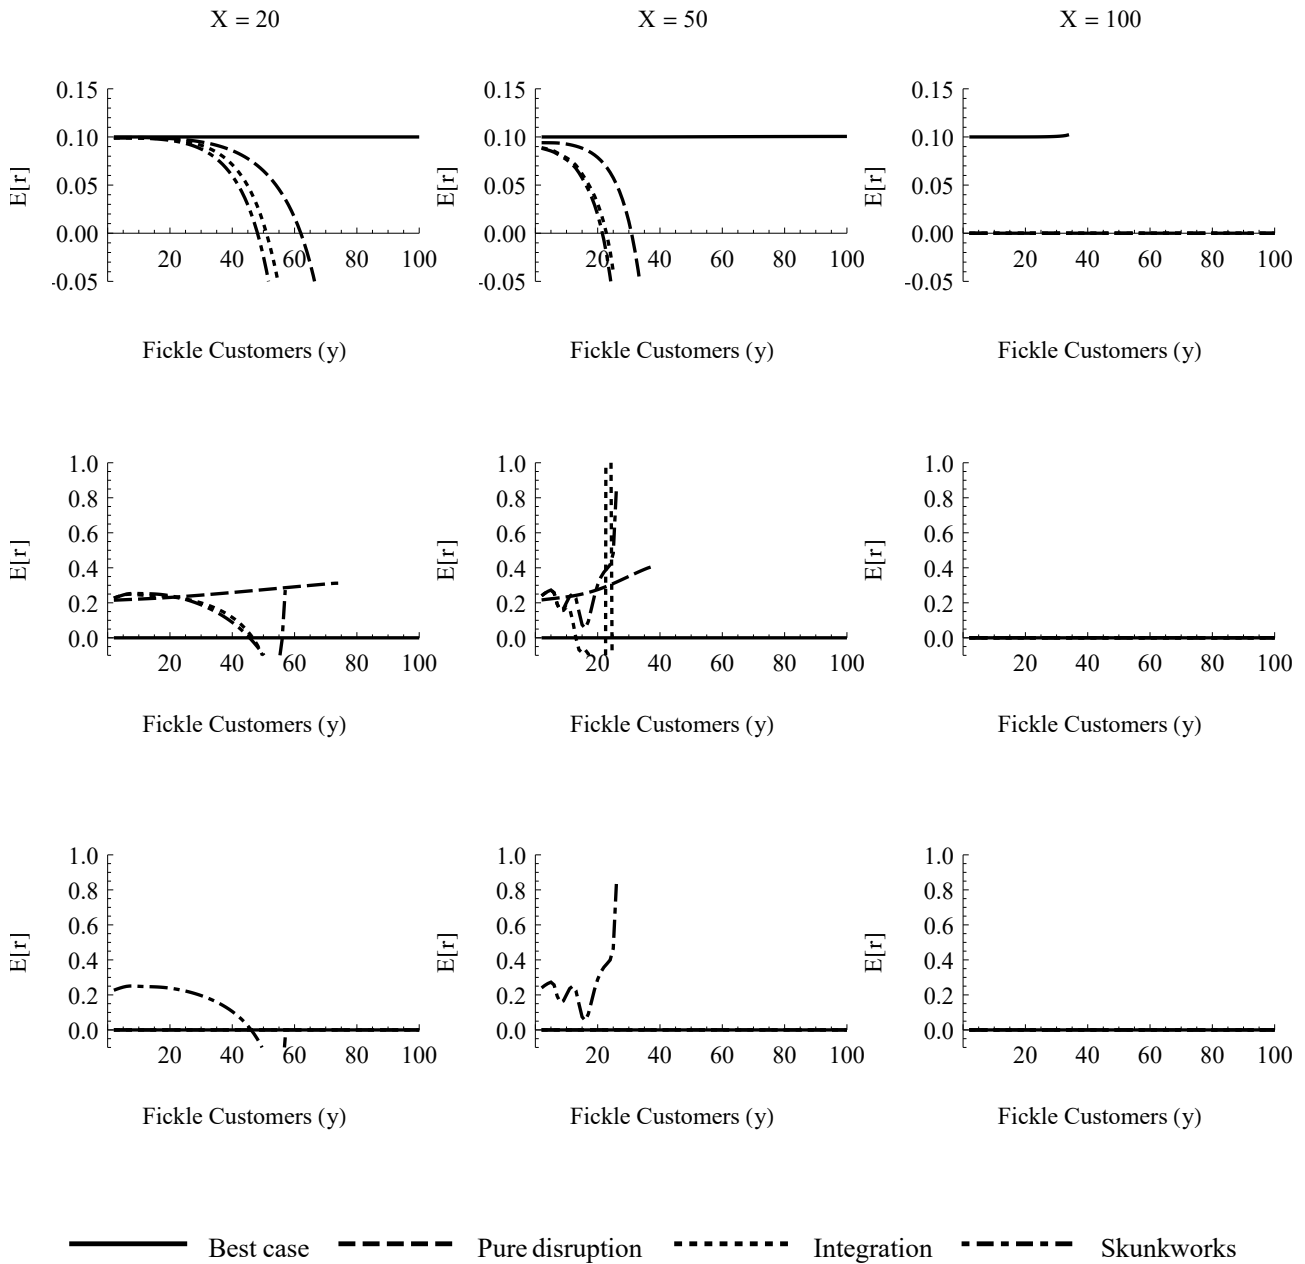 X = 20 X = 50 X = 100
0.15 0.15 0.15
0.10 0.10 0.10
0.05 0.05 0.05
0.00 0.00 0.00
-0.05 -0.05 -0.05
E[r] E[r] E[r]
20 40 60 80 100 20 40 60 80 100 20 40 60 80 100
Fickle Customers (y) Fickle Customers (y) Fickle Customers (y)
1.0 1.0 1.0
0.8 0.8 0.8
0.6 0.6 0.6
0.4 0.4 0.4
0.2 0.2 0.2
0.0 0.0 0.0
E[r] E[r] E[r]
20 40 60 80 100 20 40 60 80 100 20 40 60 80 100
Fickle Customers (y) Fickle Customers (y) Fickle Customers (y)
1.0 1.0 1.0
0.8 0.8 0.8
0.6 0.6 0.6
0.4 0.4 0.4
0.2 0.2 0.2
0.0 0.0 0.0
E[r] E[r] E[r]
20 40 60 80 100 20 40 60 80 100 20 40 60 80 100
Fickle Customers (y) Fickle Customers (y) Fickle Customers (y)
Best case Pure disruption Integration Skunkworks